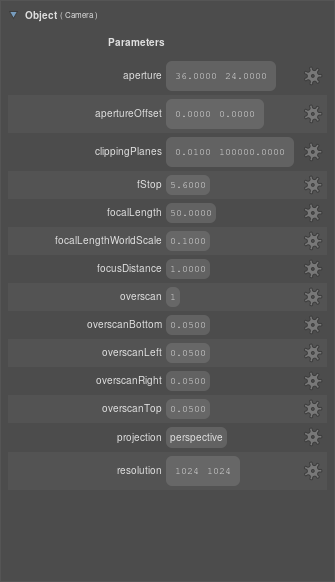 Object ( Camera )
Parameters
aperture 36.0000 24.0000
apertureOffset 0.0000 0.0000
clippingPlanes 0.0100 100000.0000
fStop 5.6000
focalLength 50.0000
focalLengthWorldScale 0.1000
focusDistance 1.0000
overscan 1
overscanBottom 0.0500
overscanLeft 0.0500
overscanRight 0.0500
overscanTop 0.0500
projection perspective
resolution 1024 1024